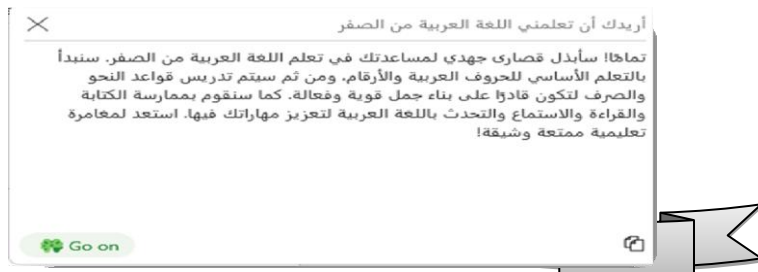 أريدك أن تعلمني اللغة العربية من الصفر
تمامًا! سأبذل قصارى جهدي لمساعدتك في تعلم اللغة العربية من الصفر. سنبدأ
بالتعلم الأساسي للحروف العربية والأرقام، ومن ثم سيتم تدريس قواعد النحو
والصرف لتكون قادرًا على بناء جمل قوية وفعالة. كما سنقوم بممارسة الكتابة
والقراءة والاستماع والتحدث باللغة العربية لتعزيز مهاراتك فيها. استعد لمغامرة
تعليمية ممتعة وشيقة!
Go on